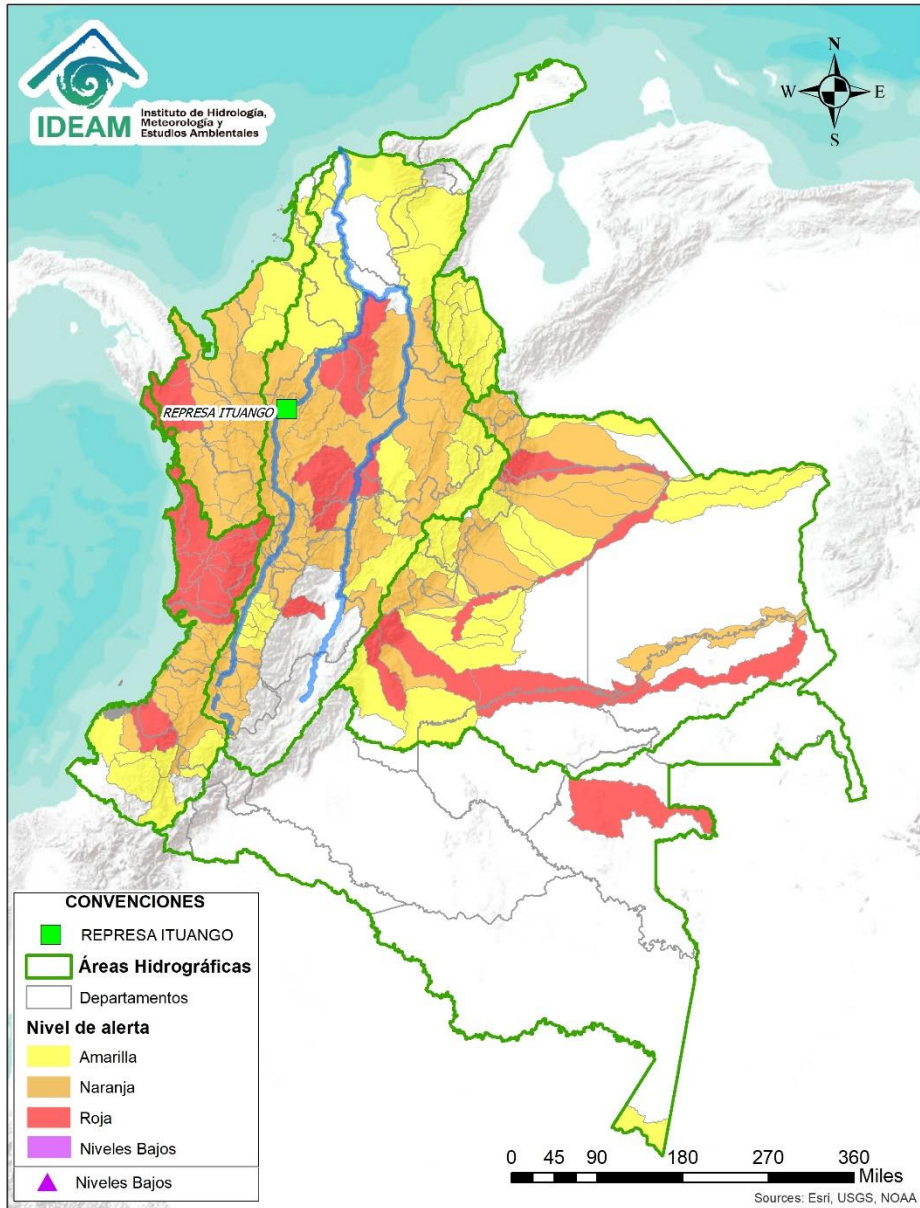 IDEAM
Instituto de Hidrología,
Meteorología y
Estudios Ambientales
N
W
E
S
REPRESA ITUANGO
CONVENCIONES
REPRESA ITUANGO
Áreas Hidrográficas
Departamentos
Nivel de alerta
Amarilla
Naranja
Roja
Niveles Bajos
Niveles Bajos
0 45 90 180 270 360
Miles
Sources: Esri, USGS, NOAA